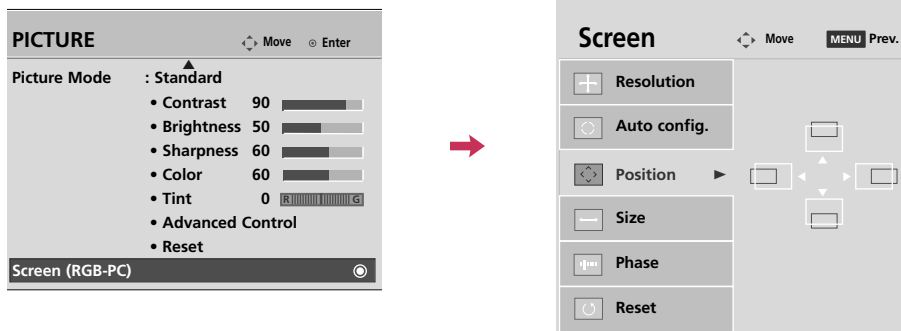 PICTURE Move Enter
Picture Mode : Standard
• Contrast 90
• Brightness 50
• Sharpness 60
• Color 60
• Tint 0 R G
• Advanced Control
• Reset
Screen (RGB-PC)
Screen Move MENU Prev.
Resolution
Auto config.
Position
Size
Phase
Reset